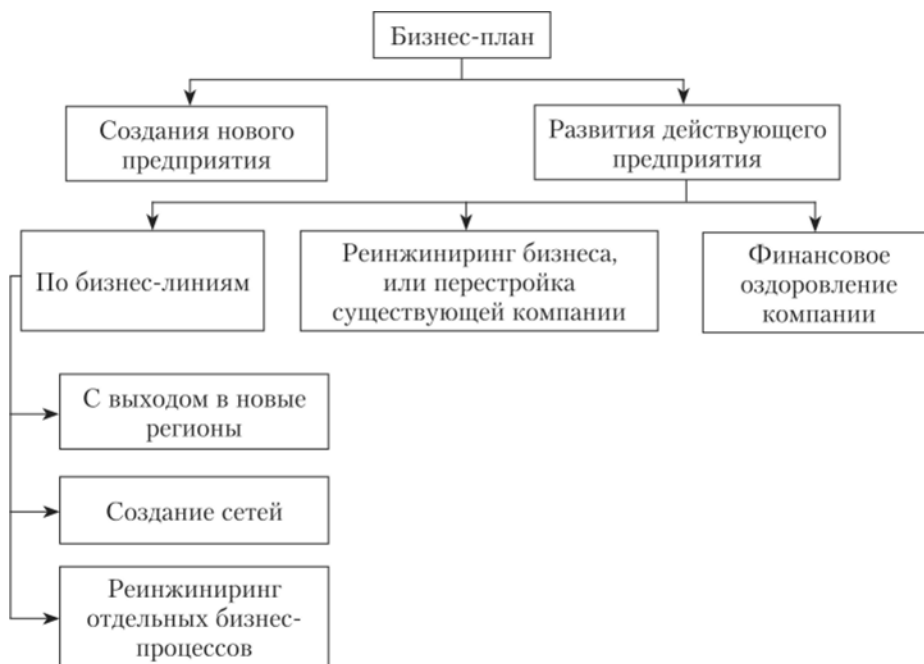 Бизнес-план
Создания нового
предприятия
Развития действующего
предприятия
По бизнес-линиям
Реинжиниринг бизнеса,
или перестройка
существующей компании
Финансовое
оздоровление
компании
С выходом в новые
регионы
Создание сетей
Реинжиниринг
отдельных бизнес-
процессов